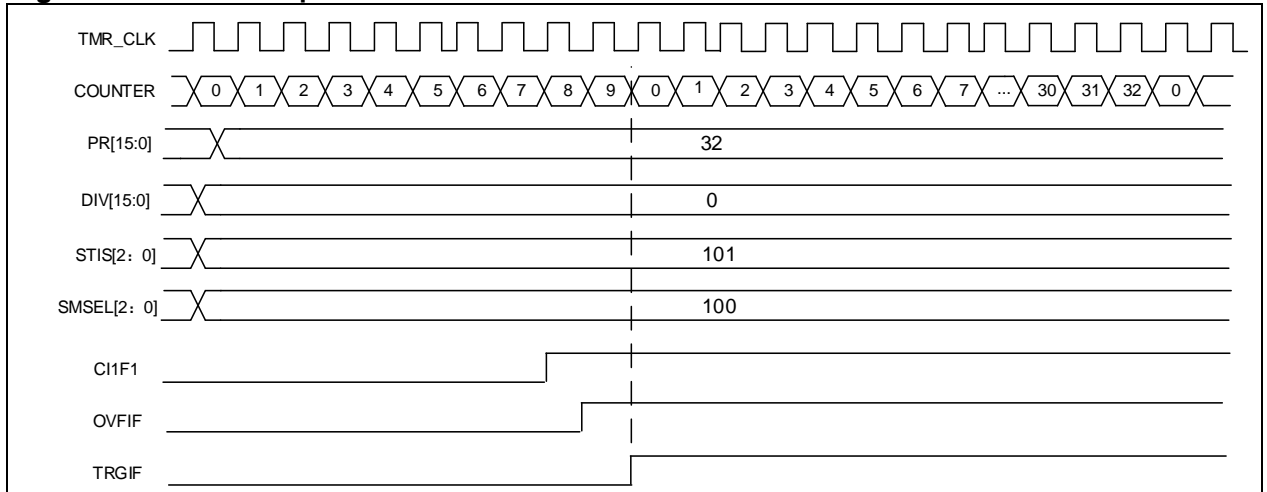 TMR_CLK
COUNTER 0 1 2 3 4 5 6 7 8 9 0 1 2 3 4 5 6 7 ... 30 31 32 0
PR[15:0] 32
DIV[15:0] 0
STIS[2：0] 101
SMSEL[2：0] 100
CI1F1
OVFIF
TRGIF